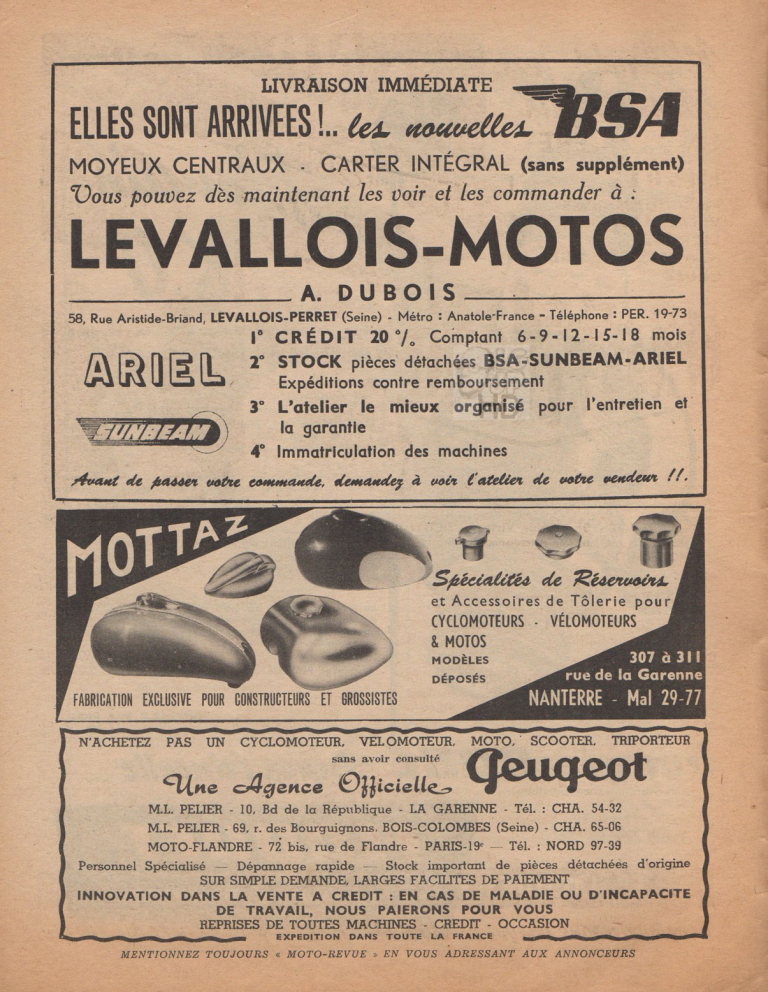 LIVRAISON IMMÉDIATE
ELLES SONT ARRIVEES !.. les nouvelles BSA
MOYEUX CENTRAUX - CARTER INTÉGRAL (sans supplément)
Vous pouvez dès maintenant les voir et les commander à :
LEVALLOIS-MOTOS
A. DUBOIS
58, Rue Aristide-Briand, LEVALLOIS-PERRET (Seine) - Métro : Anatole-France - Téléphone : PER. 19-73
1° CRÉDIT 20 % Comptant 6-9-12-15-18 mois
ARIEL
2° STOCK pièces détachées BSA-SUNBEAM-ARIEL
Expéditions contre remboursement
3° L'atelier le mieux organisé pour l'entretien et
la garantie
SUNBEAM
4° Immatriculation des machines
Avant de passer votre commande, demandez à voir l'atelier de votre vendeur !!.
MOTTAZ
Spécialités de Réservoirs
et Accessoires de Tôlerie pour
CYCLOMOTEURS - VÉLOMOTEURS
& MOTOS
MODÈLES
DÉPOSÉS
307 à 311
rue de la Garenne
NANTERRE - Mal 29-77
FABRICATION EXCLUSIVE POUR CONSTRUCTEURS ET GROSSISTES
N'ACHETEZ PAS UN CYCLOMOTEUR, VELOMOTEUR, MOTO, SCOOTER, TRIPORTEUR
sans avoir consulté
Une Agence Officielle Peugeot
M.L. PELIER - 10, Bd de la République - LA GARENNE - Tél. : CHA. 54-32
M.L. PELIER - 69, r. des Bourguignons, BOIS-COLOMBES (Seine) - CHA. 65-06
MOTO-FLANDRE - 72 bis, rue de Flandre - PARIS-19e — Tél. : NORD 97-39
Personnel Spécialisé — Dépannage rapide — Stock important de pièces détachées d'origine
SUR SIMPLE DEMANDE, LARGES FACILITES DE PAIEMENT
INNOVATION DANS LA VENTE A CREDIT : EN CAS DE MALADIE OU D'INCAPACITE
DE TRAVAIL, NOUS PAIERONS POUR VOUS
REPRISES DE TOUTES MACHINES - CREDIT - OCCASION
EXPEDITION DANS TOUTE LA FRANCE
MENTIONNEZ TOUJOURS « MOTO-REVUE » EN VOUS ADRESSANT AUX ANNONCEURS